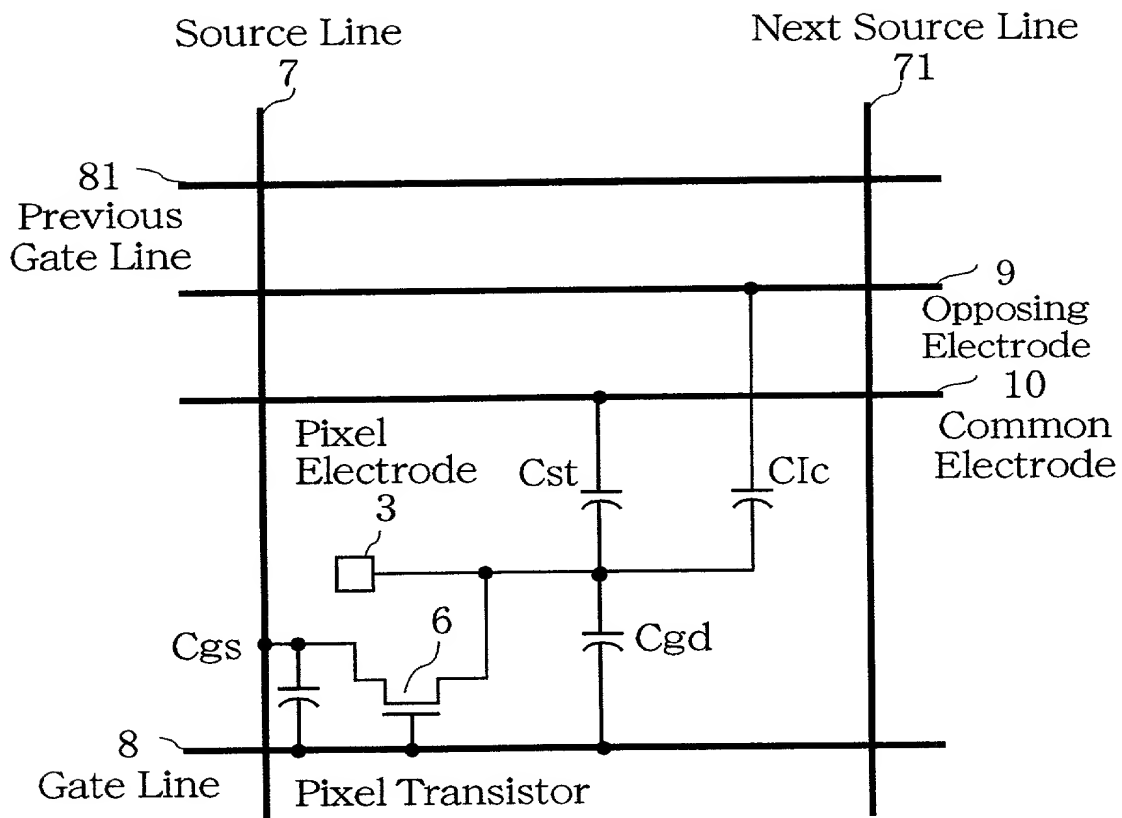 Source Line
7
Next Source Line
71
81
Previous
Gate Line
9
Opposing
Electrode
10
Common
Electrode
Pixel
Electrode
3
Cst
CIc
Cgs
6
Cgd
8
Gate Line
Pixel Transistor